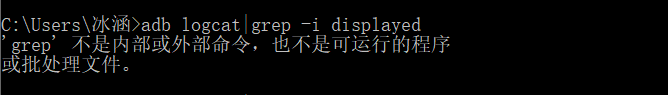 C:\Users\冰涵>adb logcat|grep -i displayed
'grep' 不是内部或外部命令，也不是可运行的程序
或批处理文件。